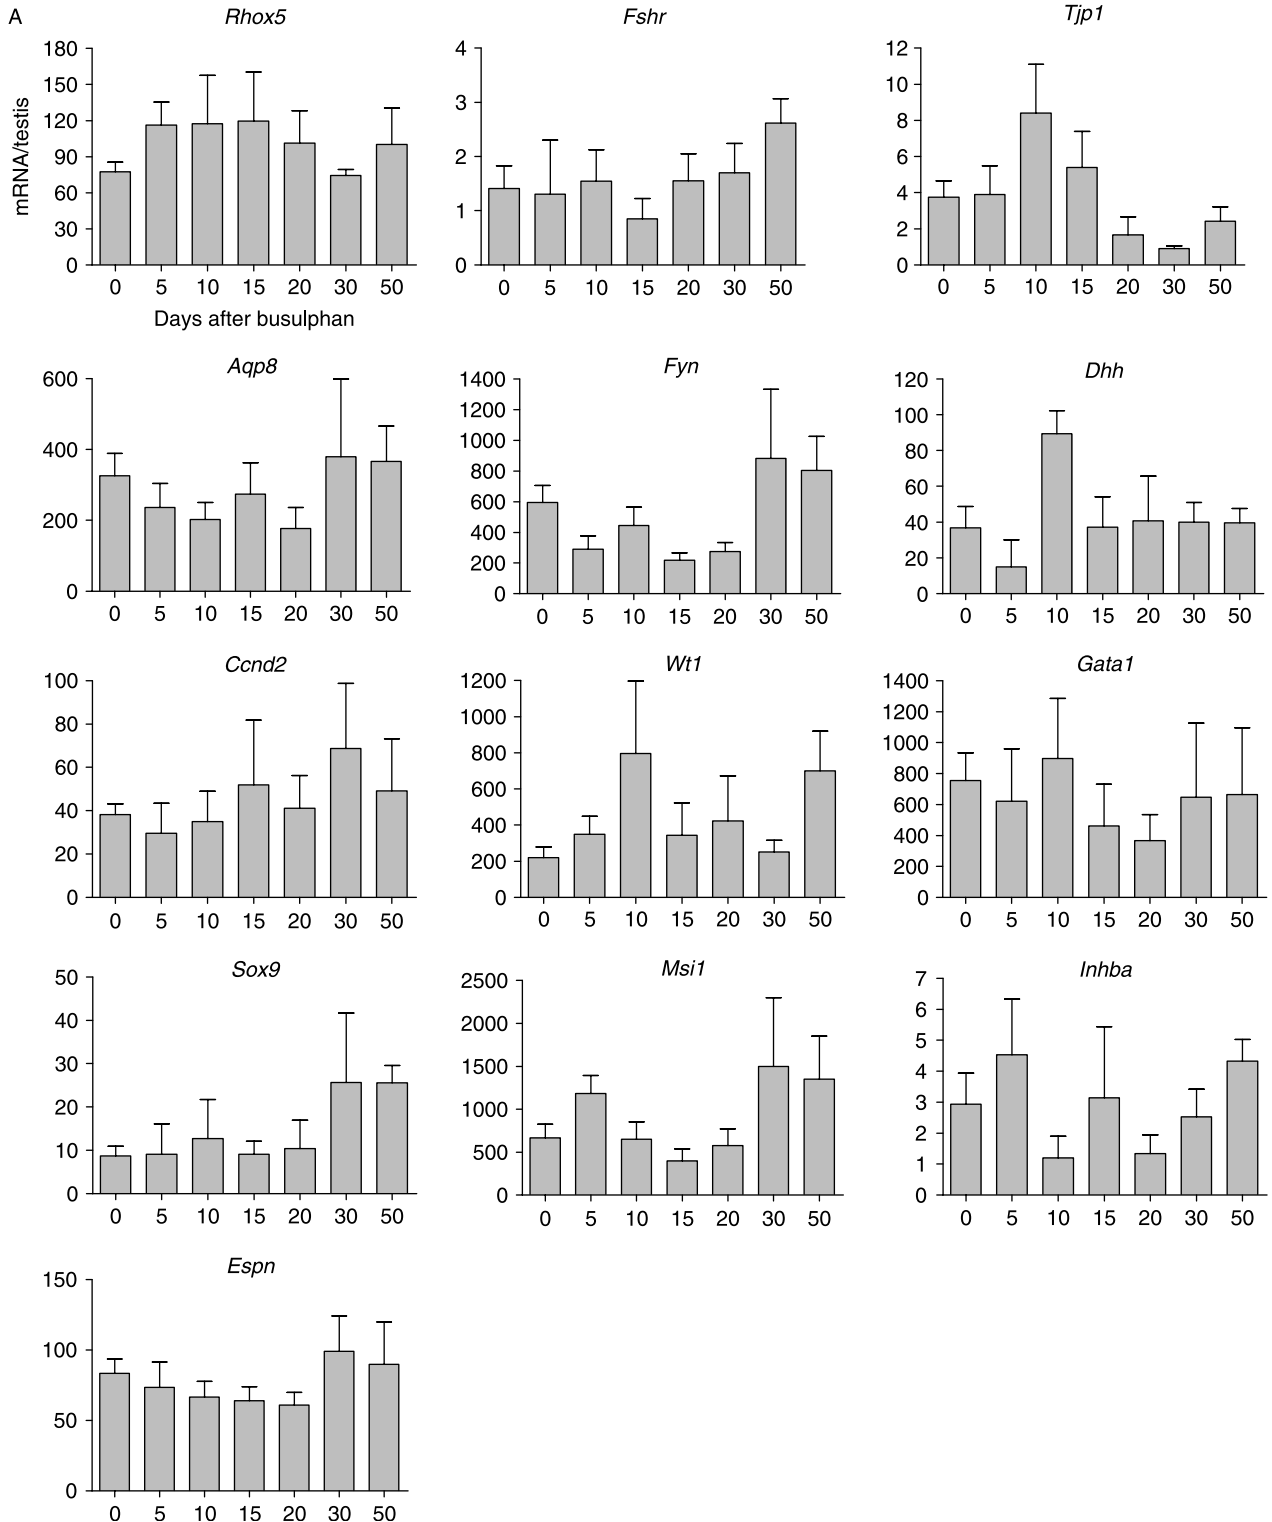 A
Rhox5
Fshr
Tjp1
mRNA/testis
180
150
120
90
60
30
0
0 5 10 15 20 30 50
Days after busulphan
4
3
2
1
0
0 5 10 15 20 30 50
12
10
8
6
4
2
0
0 5 10 15 20 30 50
Aqp8
600
400
200
0
0 5 10 15 20 30 50
Fyn
1400
1200
1000
800
600
400
200
0
0 5 10 15 20 30 50
Dhh
120
100
80
60
40
20
0
0 5 10 15 20 30 50
Ccnd2
100
80
60
40
20
0
0 5 10 15 20 30 50
Wt1
1200
1000
800
600
400
200
0
0 5 10 15 20 30 50
Gata1
1400
1200
1000
800
600
400
200
0
0 5 10 15 20 30 50
Sox9
50
40
30
20
10
0
0 5 10 15 20 30 50
Msi1
2500
2000
1500
1000
500
0
0 5 10 15 20 30 50
Inhba
7
6
5
4
3
2
1
0
0 5 10 15 20 30 50
Espn
150
100
50
0
0 5 10 15 20 30 50